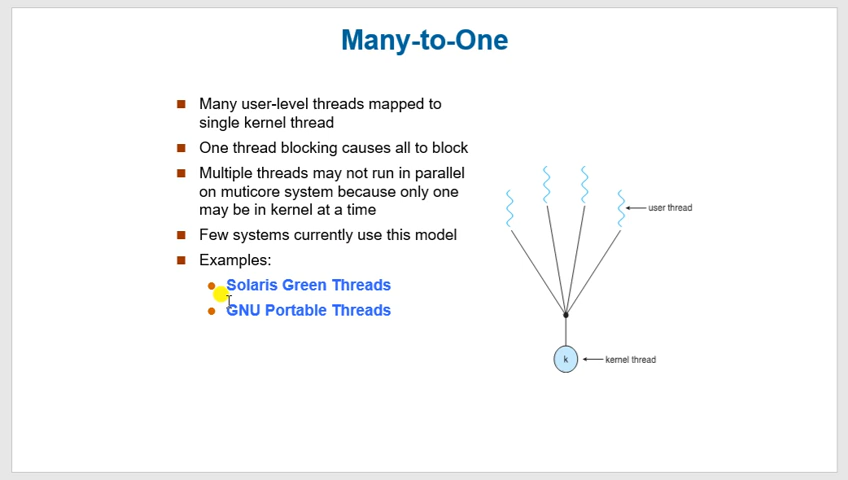 Many-to-One
Many user-level threads mapped to
single kernel thread
One thread blocking causes all to block
Multiple threads may not run in parallel
on muticore system because only one
may be in kernel at a time
Few systems currently use this model
Examples:
Solaris Green Threads
GNU Portable Threads
user thread
k
kernel thread